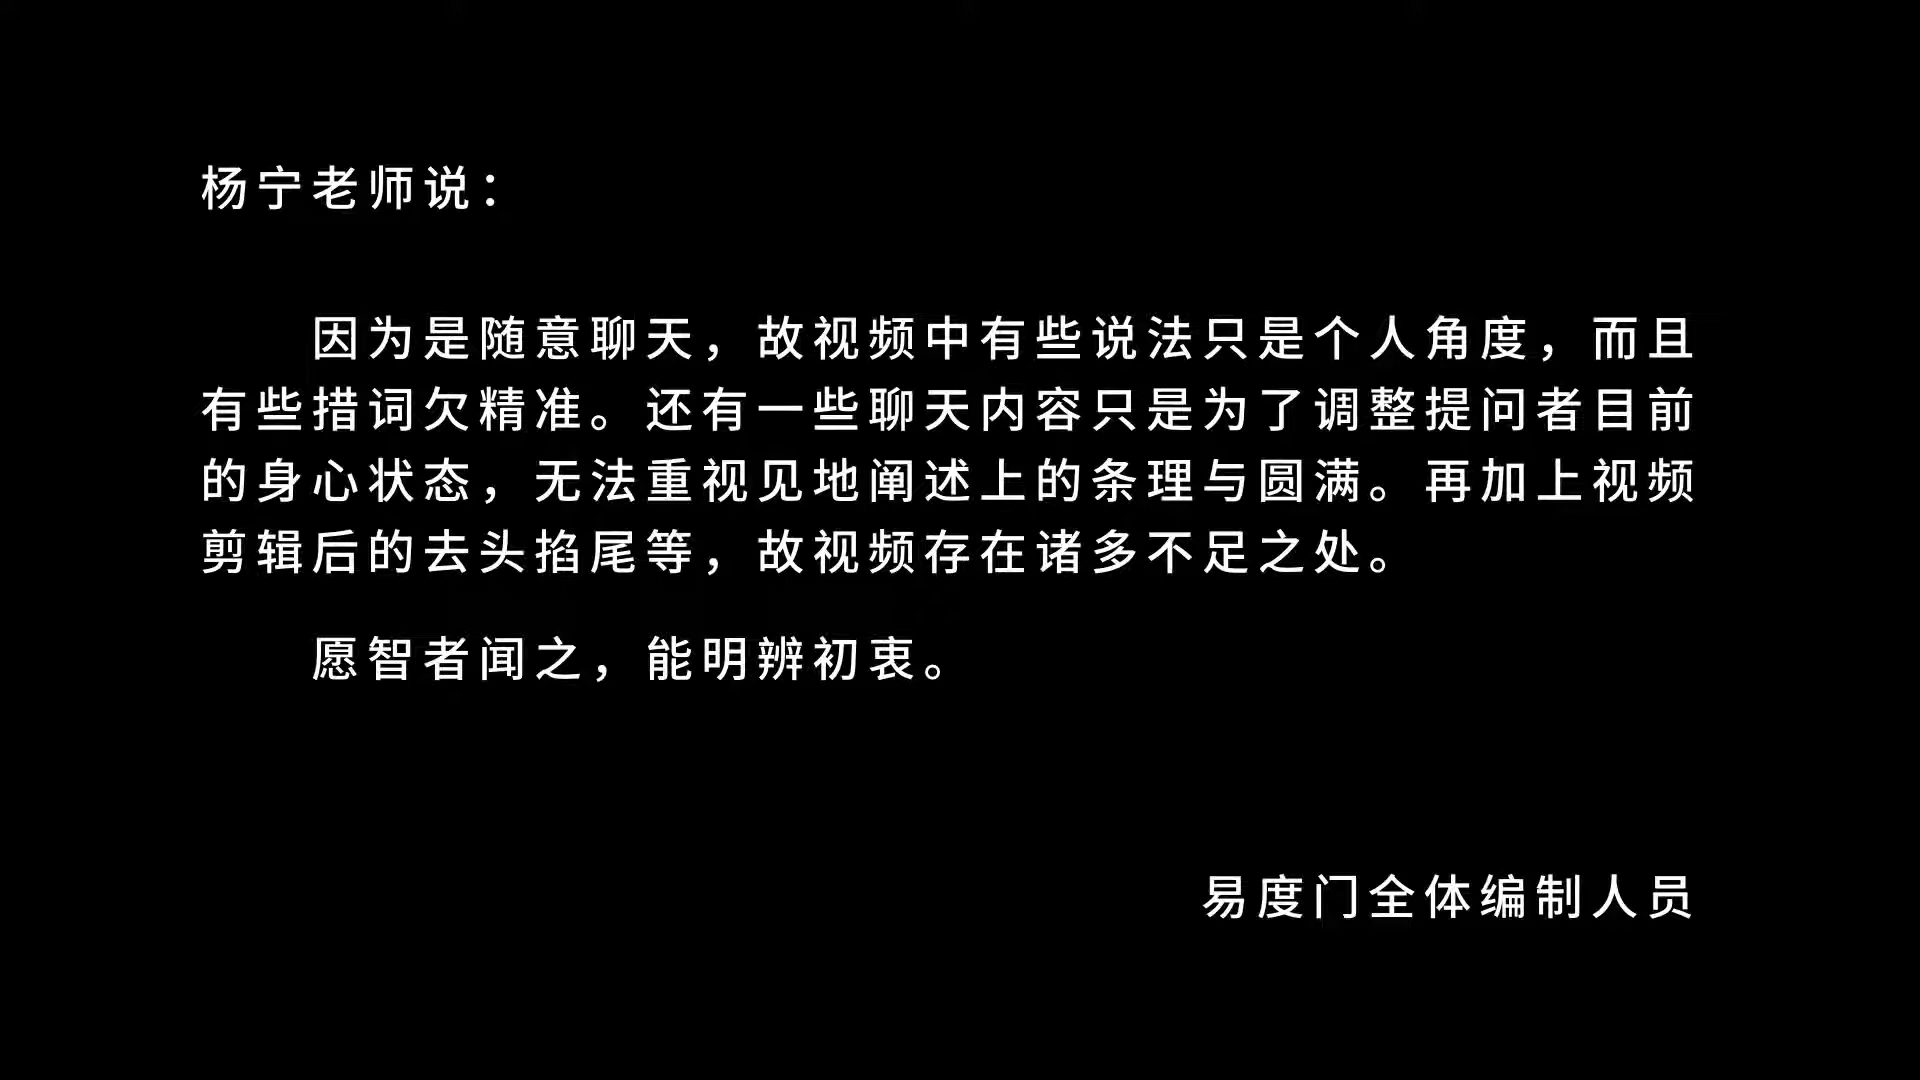 杨宁老师说：
因为是随意聊天，故视频中有些说法只是个人角度，而且
有些措词欠精准。还有一些聊天内容只是为了调整提问者目前
的身心状态，无法重视见地阐述上的条理与圆满。再加上视频
剪辑后的去头掐尾等，故视频存在诸多不足之处。
愿智者闻之，能明辨初衷。
易度门全体编制人员